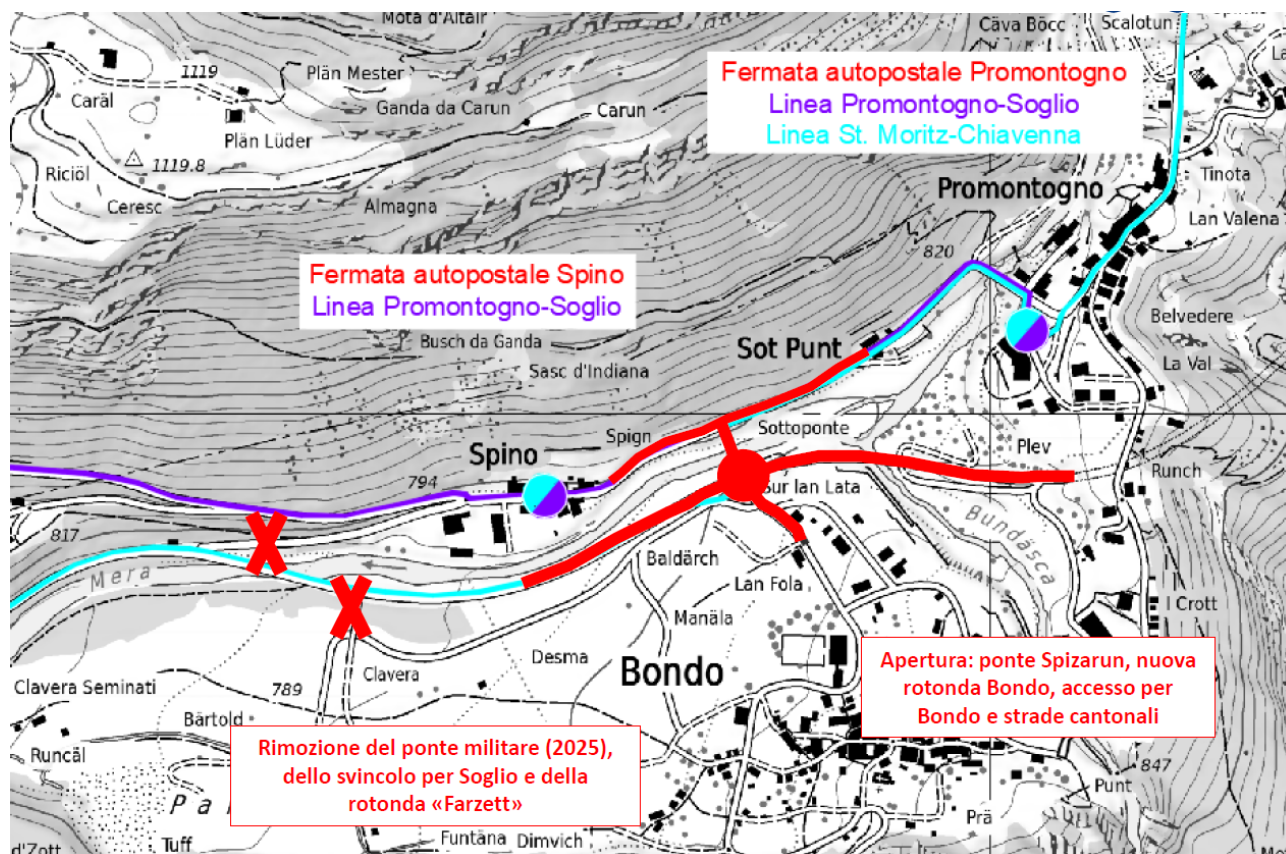 Mota d'Altair
Cäva Böcc
Scalotun
1119
Plän Mester
Caräl
Ganda da Carun
Carun
Plän Lüder
Fermata autopostale Promontogno
Linea Promontogno-Soglio
Linea St. Moritz-Chiavenna
1119.8
Riciöl
Ceresc
Almagna
Promontogno
Tinota
Lan Valena
820
Fermata autopostale Spino
Linea Promontogno-Soglio
Belvedere
Busch da Ganda
Sot Punt
La Val
Sasc d'Indiana
Spign
Sottoponte
Plev
Spino
Runch
794
Sur lan Lata
817
Bundäsca
Mera
Baldärch
Lan Fola
I Crott
Manäla
Desma
Clavera
Bondo
Apertura: ponte Spizarun, nuova
rotonda Bondo, accesso per
Bondo e strade cantonali
Clavera Seminati
789
Bärtold
Runcäl
Rimozione del ponte militare (2025),
dello svincolo per Soglio e della
rotonda «Farzett»
847
Punt
Prä
Tuff
Funtäna
Dimvich
d'Zott